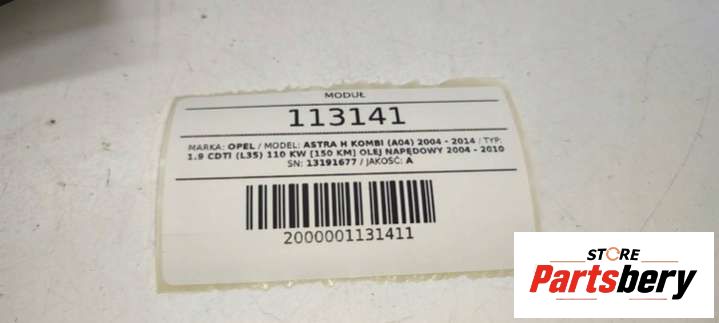 MODUŁ
113141
MARKA: OPEL / MODEL: ASTRA H KOMBI (A04) 2004 - 2014 / TYP:
1.9 CDTI (L35) 110 KW [150 KM] OLEJ NAPĘDOWY 2004 - 2010
SN: 13191677 / JAKOŚĆ: A
2000001131411
STORE
Partsbery